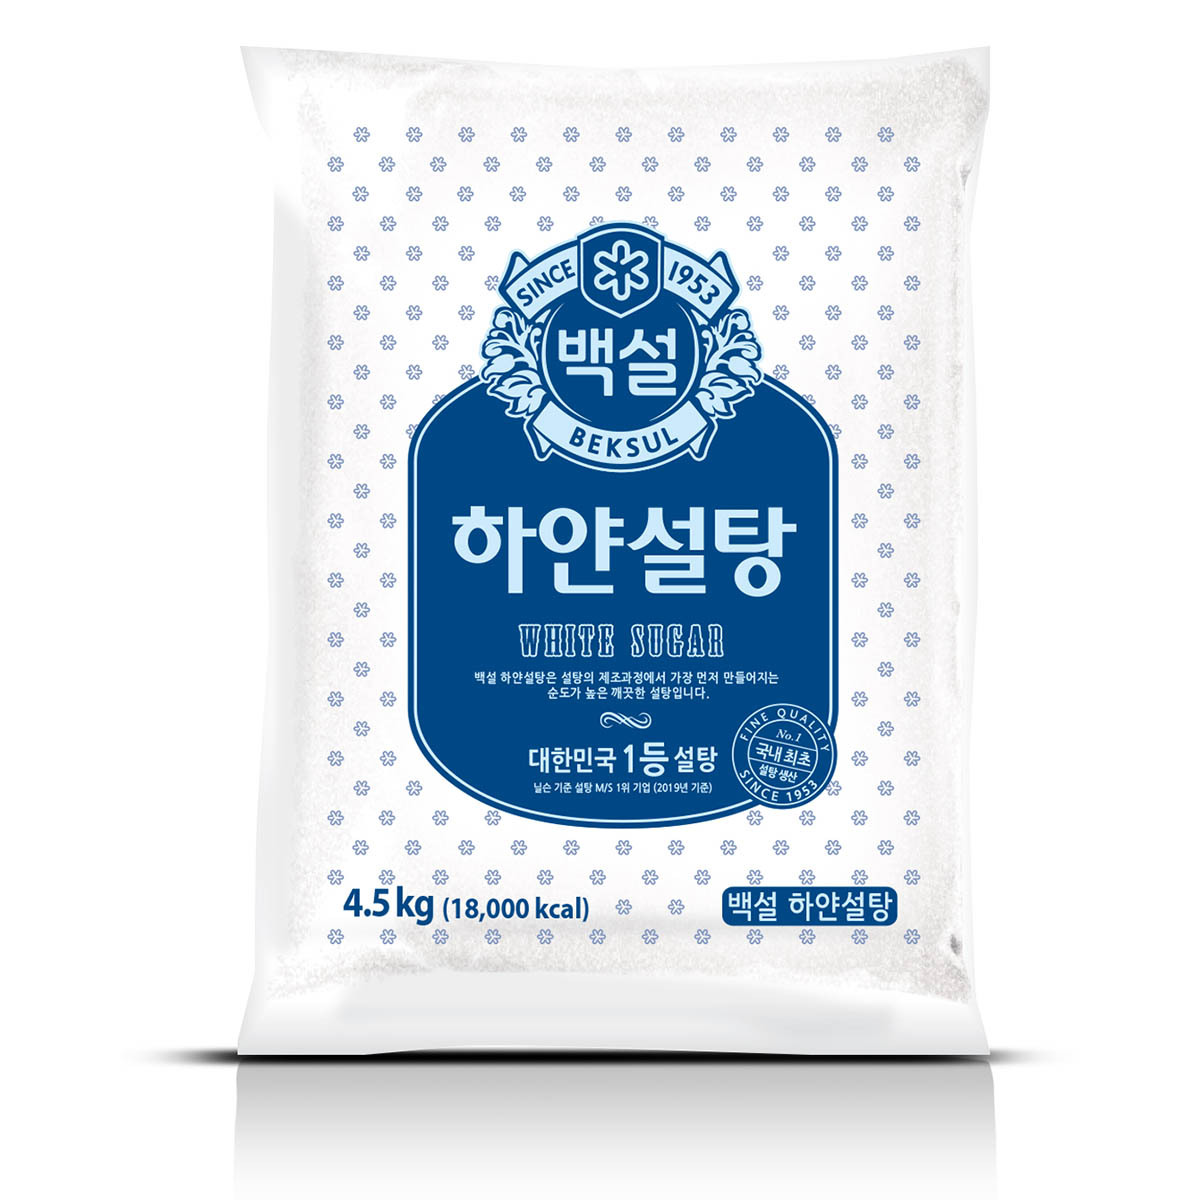 SINCE 1953
백설
BEKSUL
하얀설탕
WHITE SUGAR
백설 하얀설탕은 설탕의 제조과정에서 가장 먼저 만들어지는
순도가 높은 깨끗한 설탕입니다.
대한민국 1등 설탕
닐슨 기준 설탕 M/S 1위 기업 (2019년 기준)
FINE QUALITY
No.1
국내 최초
설탕 생산
SINCE 1953
4.5kg (18,000 kcal)
백설 하얀설탕